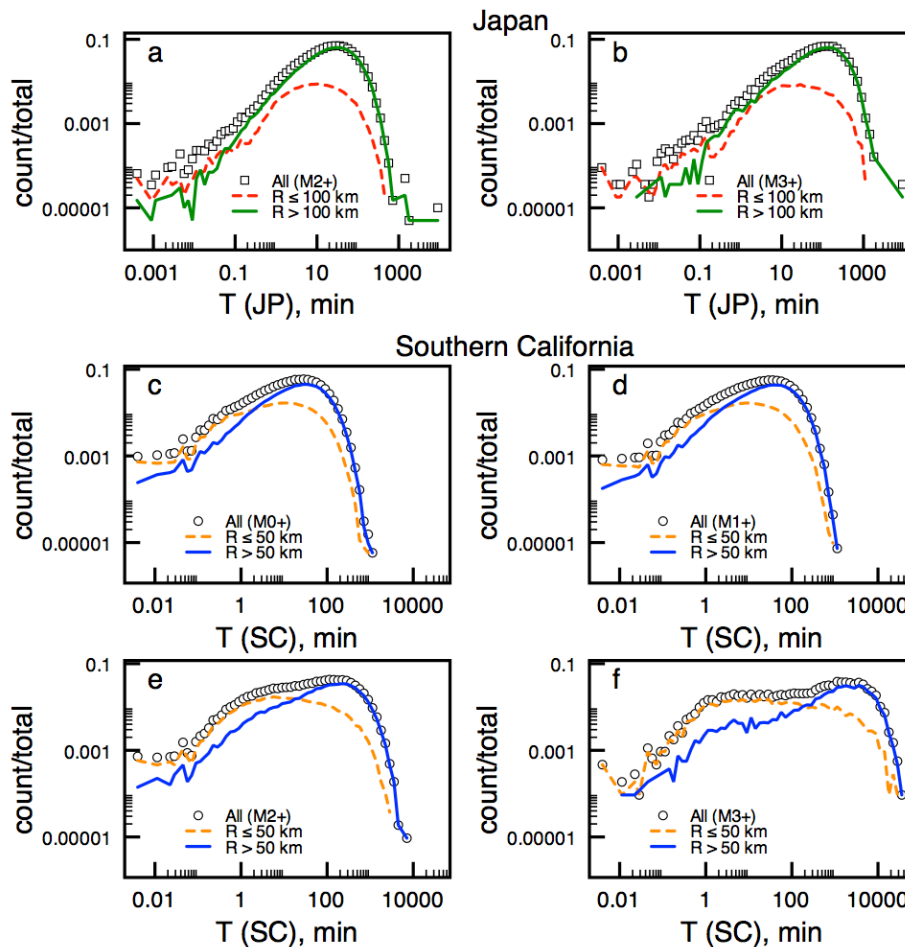 Japan
a
b
count/total
0.1
0.001
0.00001
All (M2+)
R ≤ 100 km
R > 100 km
0.001 0.1 10 1000
T (JP), min
count/total
0.1
0.001
0.00001
All (M3+)
R ≤ 100 km
R > 100 km
0.001 0.1 10 1000
T (JP), min
Southern California
c
d
count/total
0.1
0.001
0.00001
All (M0+)
R ≤ 50 km
R > 50 km
0.01 1 100 10000
T (SC), min
count/total
0.1
0.001
0.00001
All (M1+)
R ≤ 50 km
R > 50 km
0.01 1 100 10000
T (SC), min
e
f
count/total
0.1
0.001
0.00001
All (M2+)
R ≤ 50 km
R > 50 km
0.01 1 100 10000
T (SC), min
count/total
0.1
0.001
0.00001
All (M3+)
R ≤ 50 km
R > 50 km
0.01 1 100 10000
T (SC), min